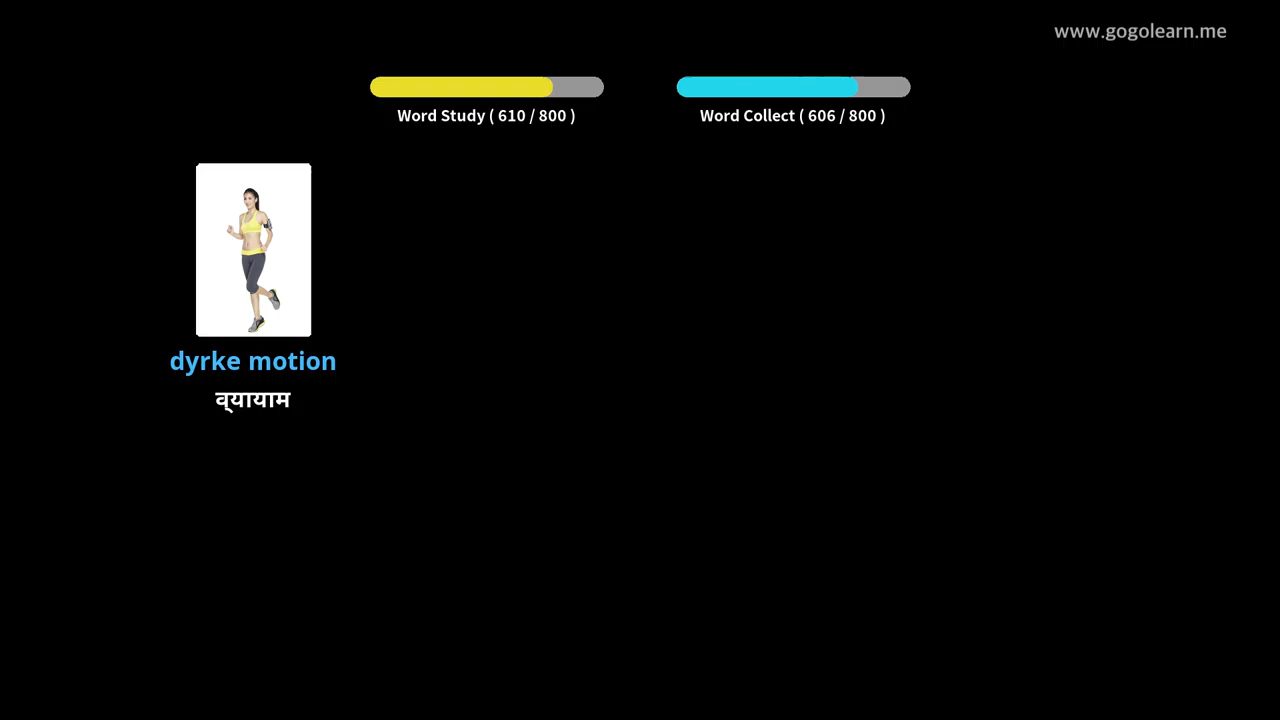 www.gogolearn.me
Word Study ( 610 / 800 )
Word Collect ( 606 / 800 )
dyrke motion
व्यायाम